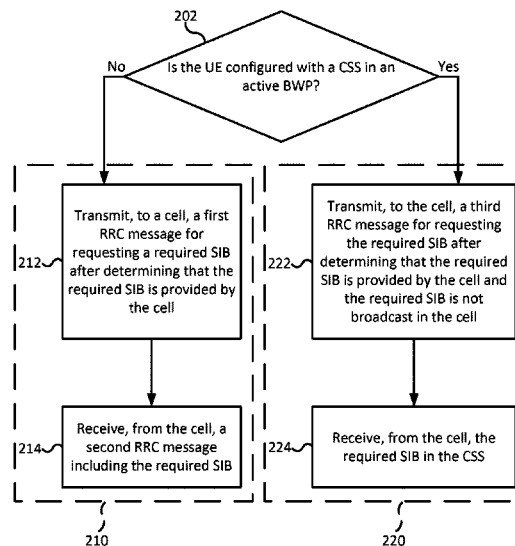 202
Is the UE configured with a CSS in an
active BWP?
No
Yes
Transmit, to a cell, a first
RRC message for
requesting a required SIB
after determining that the
required SIB is provided by
the cell
212
Transmit, to the cell, a third
RRC message for requesting
the required SIB after
determining that the required
SIB is provided by the cell and
the required SIB is not
broadcast in the cell
222
Receive, from the cell, a
second RRC message
including the required SIB
214
Receive, from the cell, the
required SIB in the CSS
224
210
220